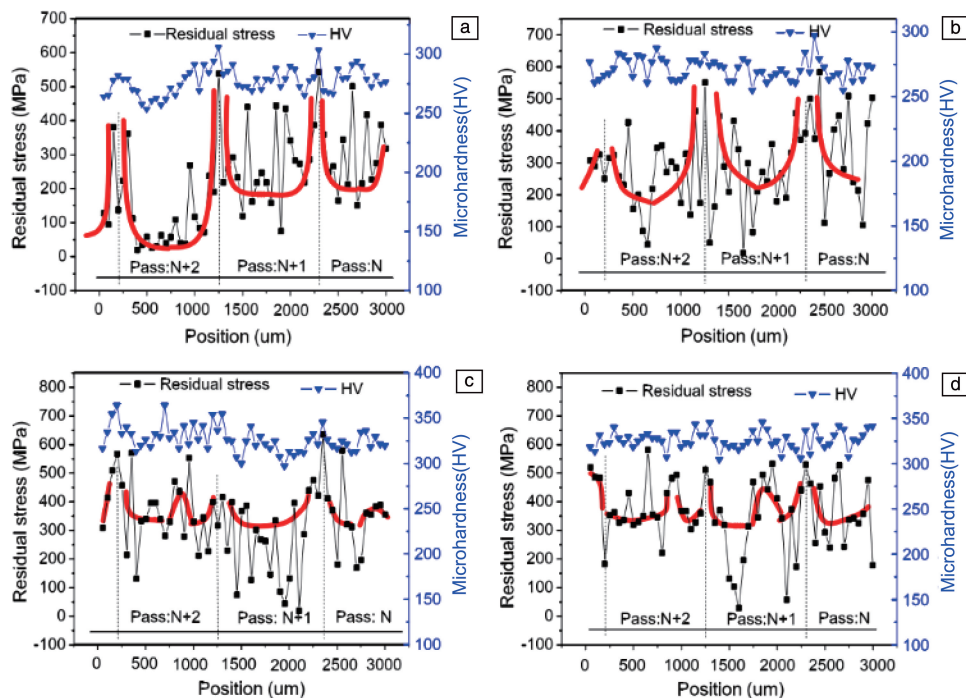 a
Residual stress HV
Residual stress (MPa)
700
600
500
400
300
200
100
0
-100
300
250
200
150
100
Microhardness(HV)
Pass:N+2 Pass:N+1 Pass:N
0 500 1000 1500 2000 2500 3000
Position (um)
b
Residual stress HV
Residual stress (MPa)
700
600
500
400
300
200
100
0
-100
300
250
200
150
100
Microhardness(HV)
Pass:N+2 Pass:N+1 Pass:N
0 500 1000 1500 2000 2500 3000
Position (um)
c
Residual stress HV
Residual stress (MPa)
800
700
600
500
400
300
200
100
0
-100
400
350
300
250
200
150
100
Microhardness(HV)
Pass:N+2 Pass: N+1 Pass: N
0 500 1000 1500 2000 2500 3000
Position (um)
d
Residual stress HV
Residual stress (MPa)
800
700
600
500
400
300
200
100
0
-100
400
350
300
250
200
150
100
Microhardness(HV)
Pass:N+2 Pass:N+1 Pass:N
0 500 1000 1500 2000 2500 3000
Position (um)